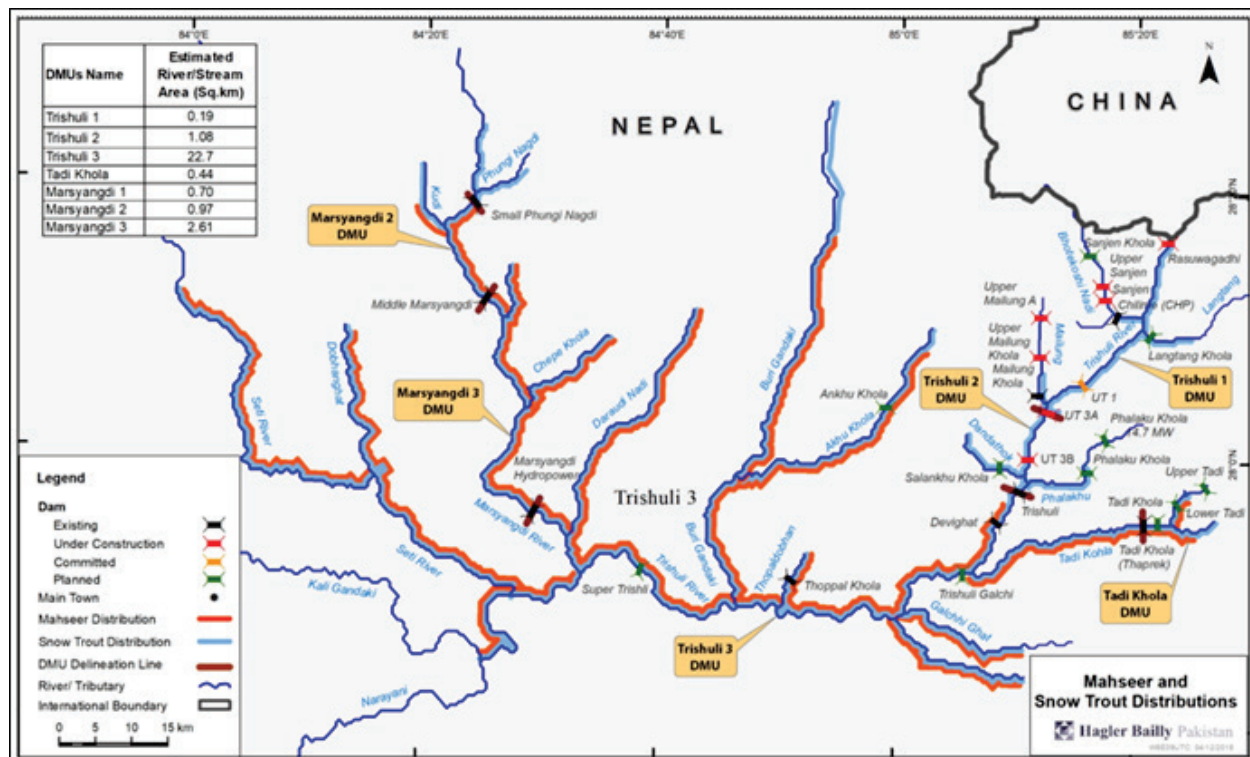 84°0'E
84°20'E
84°40'E
85°0'E
85°20'E
N
DMUs Name
Estimated
River/Stream
Area (Sq.km)
Trishuli 1 0.19
Trishuli 2 1.08
Trishuli 3 22.7
Tadi Khola 0.44
Marsyangdi 1 0.70
Marsyangdi 2 0.97
Marsyangdi 3 2.61
NEPAL
CHINA
28°20'N
28°0'N
Phungi Nagdi
Kudi
Small Phungi Nagdi
Marsyangdi 2
DMU
Middle Marsyangdi
Chepe Khola
Marsyangdi 3
DMU
Daraudi Nadi
Dobhanghat
Seti River
Marsyangdi
Hydropower
Marsyangdi River
Seti River
Kali Gandaki
Narayani
Trishuli 3
Super Trishli
Trishuli River
Buri Gandaki
Buri Gandaki
Ankhu Khola
Akhu Khola
Thopaldobhan
Thoppal Khola
Trishuli 3
DMU
Galchhi Ghat
Trishuli Galchi
Devighat
Trishuli
Salankhu Khola
Dandathok
Trishuli 2
DMU
Upper
Mailung A
Upper
Mailung
Khola
Mailung
Khola
Mailung
Sanjen Khola
Upper
Sanjen
Sanjen
Chilime (CHP)
Bhotekoshi Nadi
Rasuwagadhi
Langtang
Langtang Khola
Trishuli River
Trishuli 1
DMU
UT 1
UT 3A
UT 3B
Phalaku Khola
14.7 MW
Phalaku Khola
Phalakhu
Upper Tadi
Tadi Khola
Lower Tadi
Tadi Kohla
Tadi Khola
(Thaprek)
Tadi Khola
DMU
Legend
Dam
Existing
Under Construction
Committed
Planned
Main Town
Mahseer Distribution
Snow Trout Distribution
DMU Delineation Line
River/ Tributary
International Boundary
0 5 10 15 km
Mahseer and
Snow Trout Distributions
Hagler Bailly Pakistan